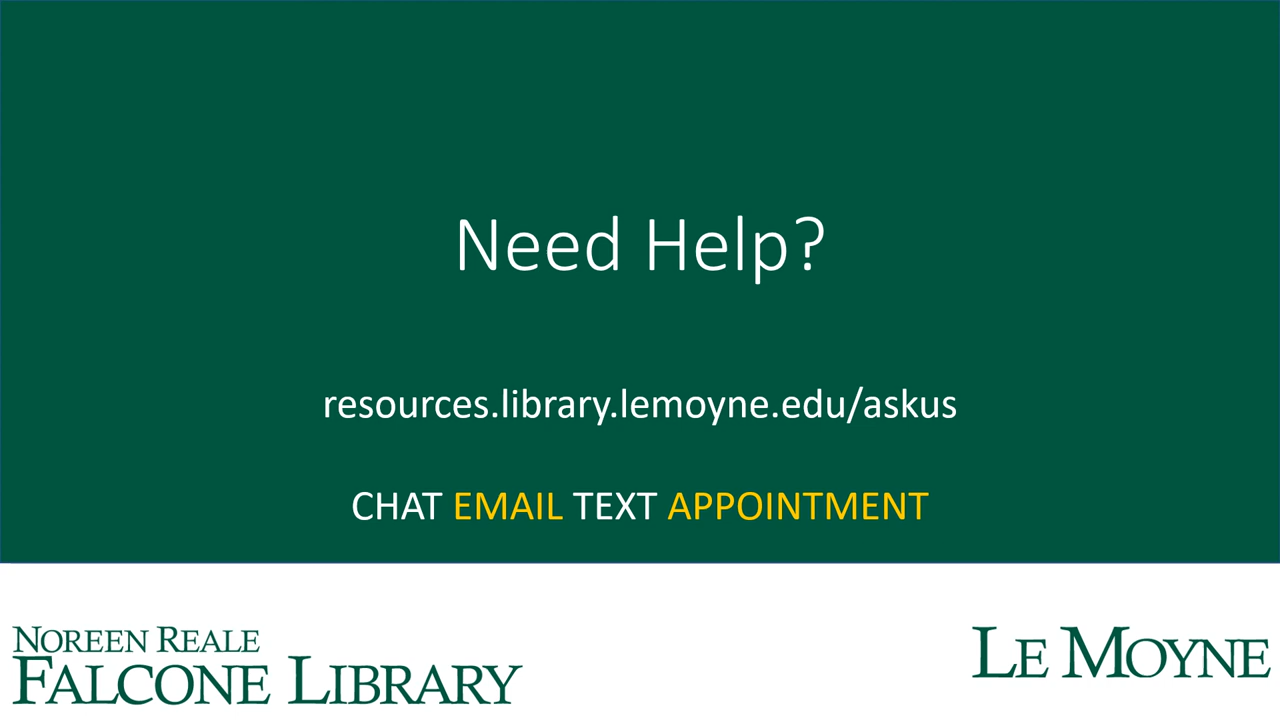 Need Help?
resources.library.lemoyne.edu/askus
CHAT EMAIL TEXT APPOINTMENT
NOREEN REALE
FALCONE LIBRARY
LE MOYNE